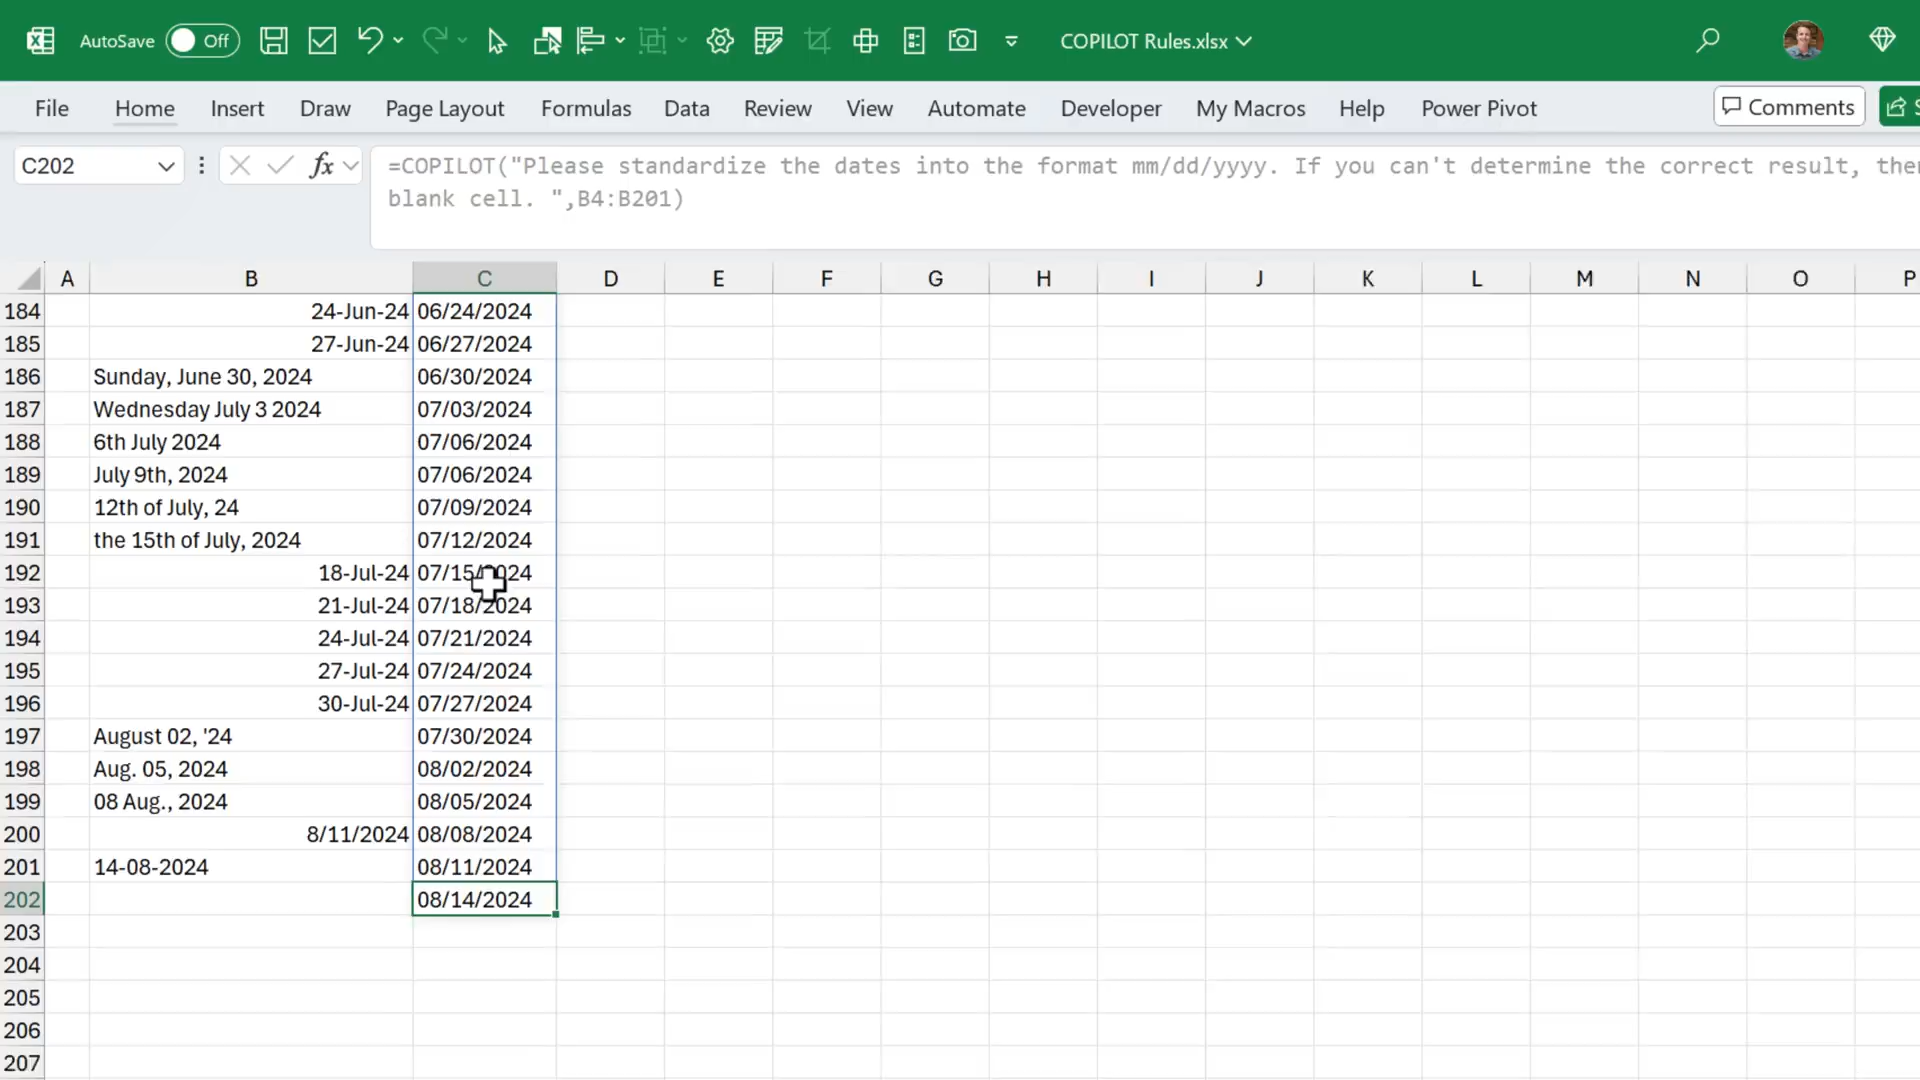 AutoSave Off COPILOT Rules.xlsx
File Home Insert Draw Page Layout Formulas Data Review View Automate Developer My Macros Help Power Pivot Comments
C202 fx =COPILOT("Please standardize the dates into the format mm/dd/yyyy. If you can't determine the correct result,
blank cell. ",B4:B201)
A B C D E F G H I J K L M N O P
184 24-Jun-24 06/24/2024
185 27-Jun-24 06/27/2024
186 Sunday, June 30, 2024 06/30/2024
187 Wednesday July 3 2024 07/03/2024
188 6th July 2024 07/06/2024
189 July 9th, 2024 07/06/2024
190 12th of July, 24 07/09/2024
191 the 15th of July, 2024 07/12/2024
192 18-Jul-24 07/15/2024
193 21-Jul-24 07/18/2024
194 24-Jul-24 07/21/2024
195 27-Jul-24 07/24/2024
196 30-Jul-24 07/27/2024
197 August 02, '24 07/30/2024
198 Aug. 05, 2024 08/02/2024
199 08 Aug., 2024 08/05/2024
200 8/11/2024 08/08/2024
201 14-08-2024 08/11/2024
202 08/14/2024
203
204
205
206
207